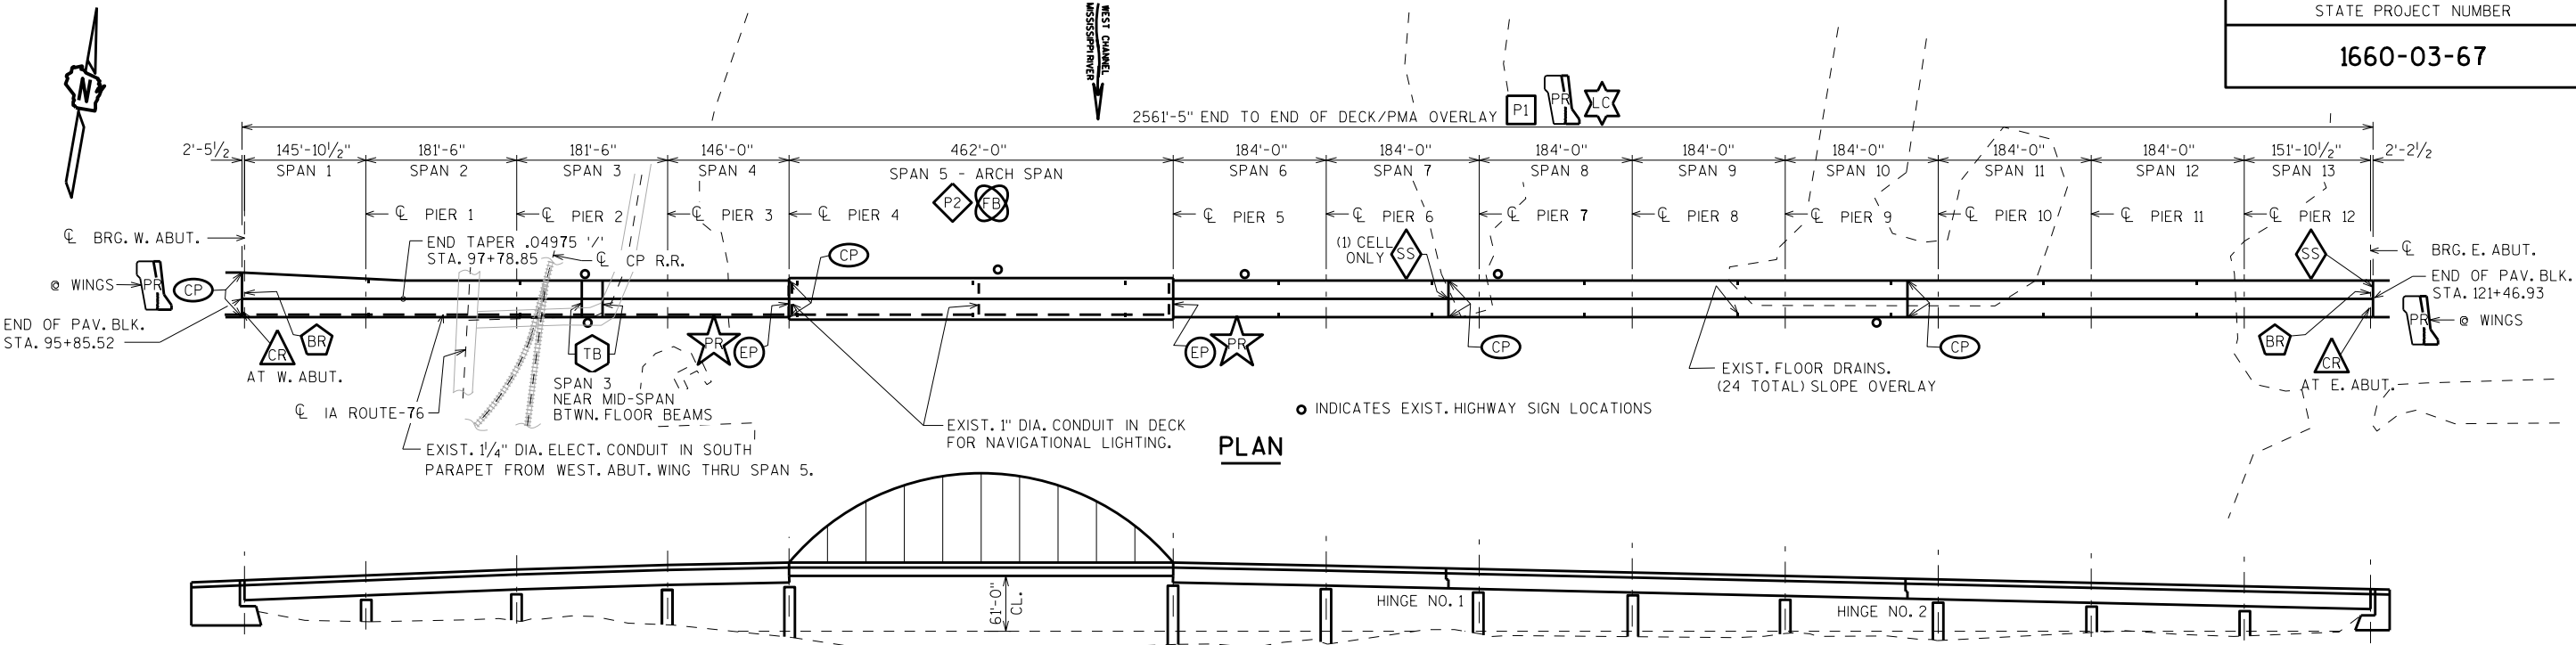 STATE PROJECT NUMBER
1660-03-67
N
WEST CHANNEL
MISSISSIPPI RIVER
2561'-5" END TO END OF DECK/PMA OVERLAY
P1
PR
LC
2'-5 1/2
145'-10 1/2"
181'-6"
181'-6"
146'-0"
462'-0"
184'-0"
184'-0"
184'-0"
184'-0"
184'-0"
184'-0"
184'-0"
151'-10 1/2"
2'-2 1/2
SPAN 1
SPAN 2
SPAN 3
SPAN 4
SPAN 5 - ARCH SPAN
SPAN 6
SPAN 7
SPAN 8
SPAN 9
SPAN 10
SPAN 11
SPAN 12
SPAN 13
P2
FB
℄ PIER 1
℄ PIER 2
℄ PIER 3
℄ PIER 4
℄ PIER 5
℄ PIER 6
℄ PIER 7
℄ PIER 8
℄ PIER 9
℄ PIER 10
℄ PIER 11
℄ PIER 12
℄ BRG. W. ABUT.
END TAPER .04975 '/'
STA. 97+78.85
℄ CP R.R.
CP
(1) CELL
ONLY
SS
SS
℄ BRG. E. ABUT.
END OF PAV. BLK.
STA. 121+46.93
@ WINGS
PR
CP
PR
@ WINGS
END OF PAV. BLK.
STA. 95+85.52
CR
BR
AT W. ABUT.
TB
PR
EP
EP
PR
CP
CP
BR
CR
AT E. ABUT.
SPAN 3
NEAR MID-SPAN
BTWN. FLOOR BEAMS
EXIST. FLOOR DRAINS.
(24 TOTAL) SLOPE OVERLAY
℄ IA ROUTE-76
INDICATES EXIST. HIGHWAY SIGN LOCATIONS
EXIST. 1" DIA. CONDUIT IN DECK
FOR NAVIGATIONAL LIGHTING.
EXIST. 1 1/4" DIA. ELECT. CONDUIT IN SOUTH
PARAPET FROM WEST. ABUT. WING THRU SPAN 5.
PLAN
61'-0"
CL.
HINGE NO. 1
HINGE NO. 2